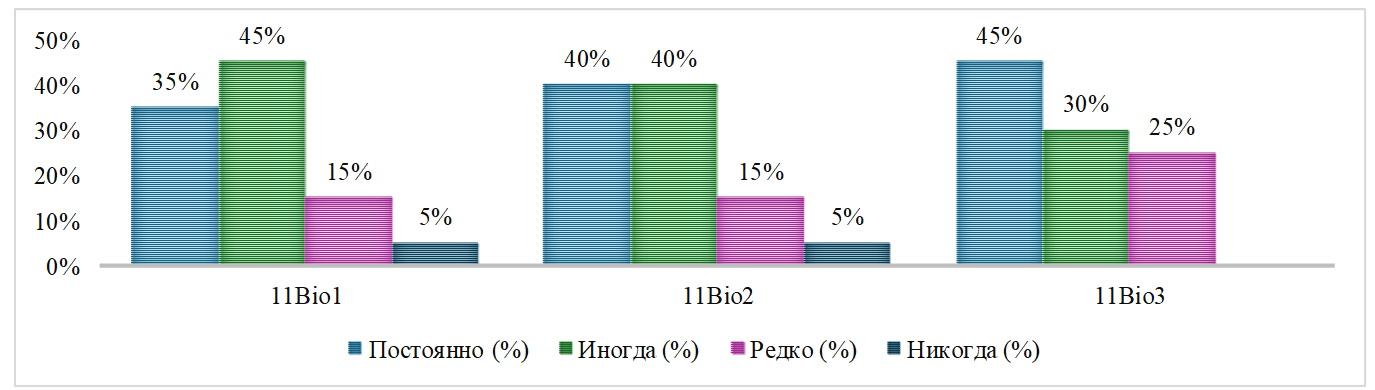 50%
40%
30%
20%
10%
0%
35%
45%
15%
5%
40%
40%
15%
5%
45%
30%
25%
11Bio1
11Bio2
11Bio3
Постоянно (%)
Иногда (%)
Редко (%)
Никогда (%)